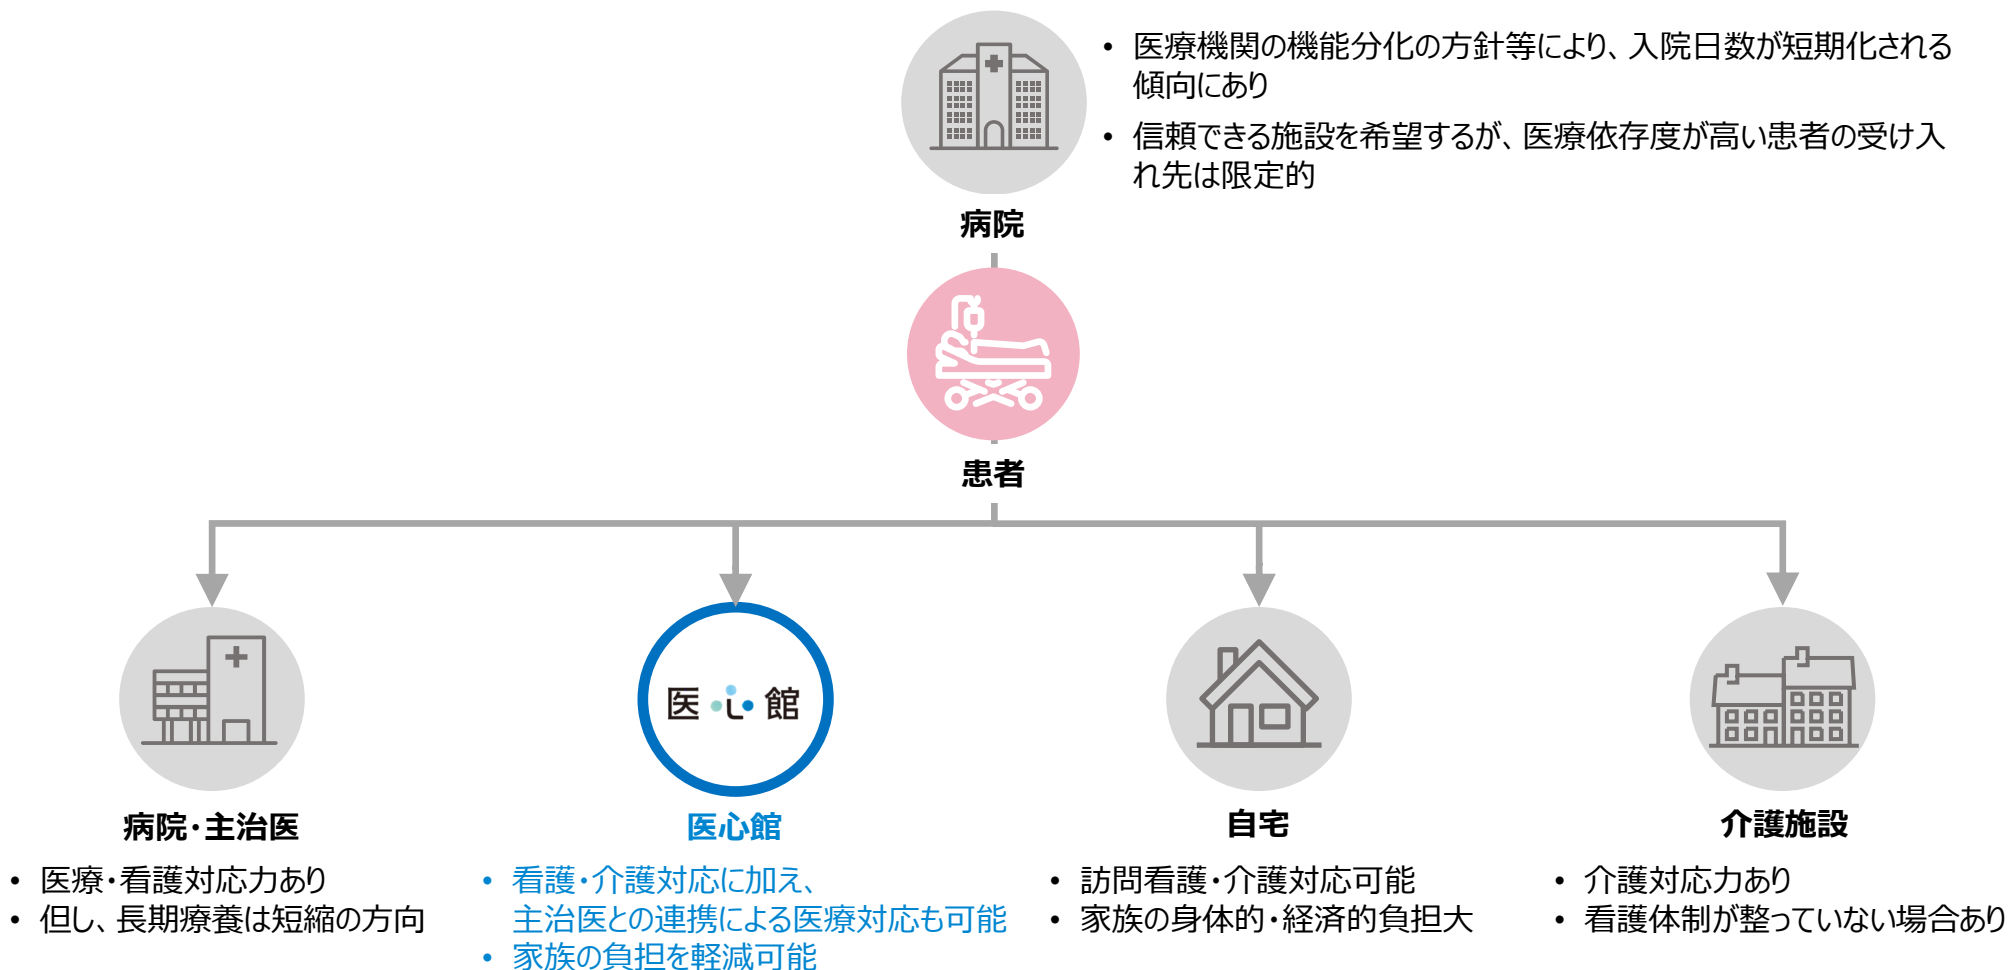 • 医療機関の機能分化の方針等により、入院日数が短期化される
傾向にあり
• 信頼できる施設を希望するが、医療依存度が高い患者の受け入
れ先は限定的
病院
患者
医心館
病院・主治医
• 医療・看護対応力あり
• 但し、長期療養は短縮の方向
医心館
• 看護・介護対応に加え、
主治医との連携による医療対応も可能
• 家族の負担を軽減可能
自宅
• 訪問看護・介護対応可能
• 家族の身体的・経済的負担大
介護施設
• 介護対応力あり
• 看護体制が整っていない場合あり